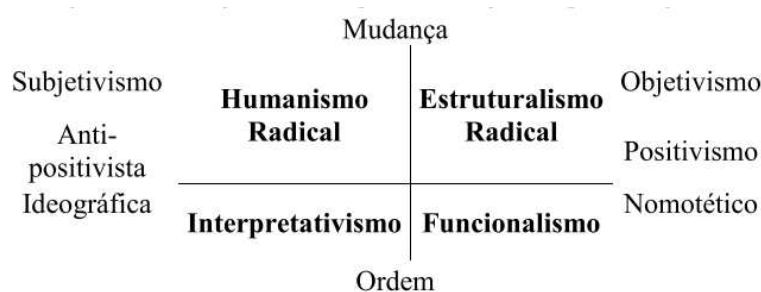 Mudança
Subjetivismo
Humanismo
Radical
Estruturalismo
Radical
Objetivismo
Anti-
positivista
Positivismo
Ideográfica
Nomotético
Interpretativismo
Funcionalismo
Ordem